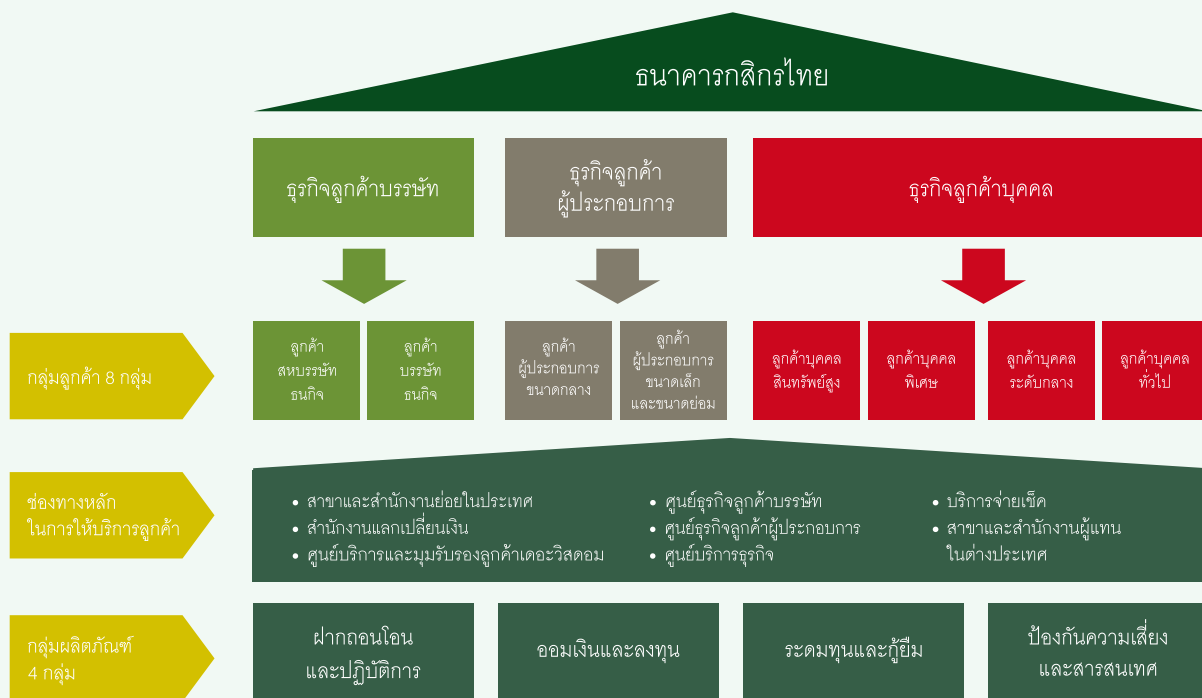 ธนาคารกสิกรไทย
ธุรกิจลูกค้าบรรษัท
ธุรกิจลูกค้า
ผู้ประกอบการ
ธุรกิจลูกค้าบุคคล
กลุ่มลูกค้า 8 กลุ่ม
ลูกค้า
สหบรรษัท
ธนกิจ
ลูกค้า
บรรษัท
ธนกิจ
ลูกค้า
ผู้ประกอบการ
ขนาดกลาง
ลูกค้า
ผู้ประกอบการ
ขนาดเล็ก
และขนาดย่อม
ลูกค้าบุคคล
สินทรัพย์สูง
ลูกค้าบุคคล
พิเศษ
ลูกค้าบุคคล
ระดับกลาง
ลูกค้าบุคคล
ทั่วไป
ช่องทางหลัก
ในการให้บริการลูกค้า
• สาขาและสำนักงานย่อยในประเทศ
• สำนักงานแลกเปลี่ยนเงิน
• ศูนย์บริการและมุมรับรองลูกค้าเดอะวิสดอม
• ศูนย์ธุรกิจลูกค้าบรรษัท
• ศูนย์ธุรกิจลูกค้าผู้ประกอบการ
• ศูนย์บริการธุรกิจ
• บริการจ่ายเช็ค
• สาขาและสำนักงานผู้แทน
ในต่างประเทศ
กลุ่มผลิตภัณฑ์
4 กลุ่ม
ฝากถอนโอน
และปฏิบัติการ
ออมเงินและลงทุน
ระดมทุนและกู้ยืม
ป้องกันความเสี่ยง
และสารสนเทศ